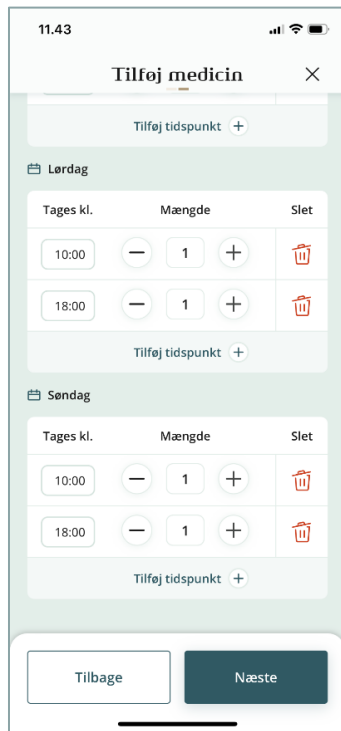 11.43
Tilføj medicin
Tilføj tidspunkt
Lørdag
Tages kl. Mængde Slet
10:00 1
18:00 1
Tilføj tidspunkt
Søndag
Tages kl. Mængde Slet
10:00 1
18:00 1
Tilføj tidspunkt
Tilbage Næste